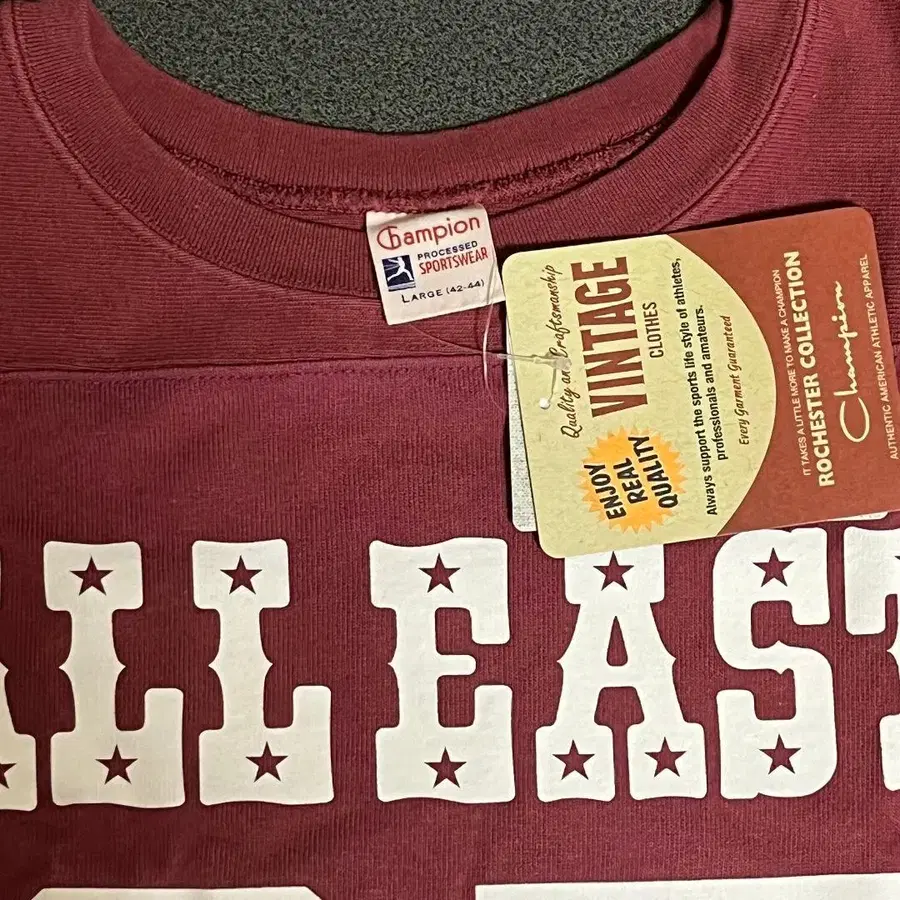 Champion
PROCESSED
SPORTSWEAR
LARGE (42-44)
Quality and Craftsmanship
VINTAGE
CLOTHES
ENJOY
REAL
QUALITY
Always support the sports life style of athletes,
professionals and amateurs.
Every Garment Guaranteed
IT TAKES A LITTLE MORE TO MAKE A CHAMPION
ROCHESTER COLLECTION
Champion
AUTHENTIC AMERICAN ATHLETIC APPAREL
ALL EAST